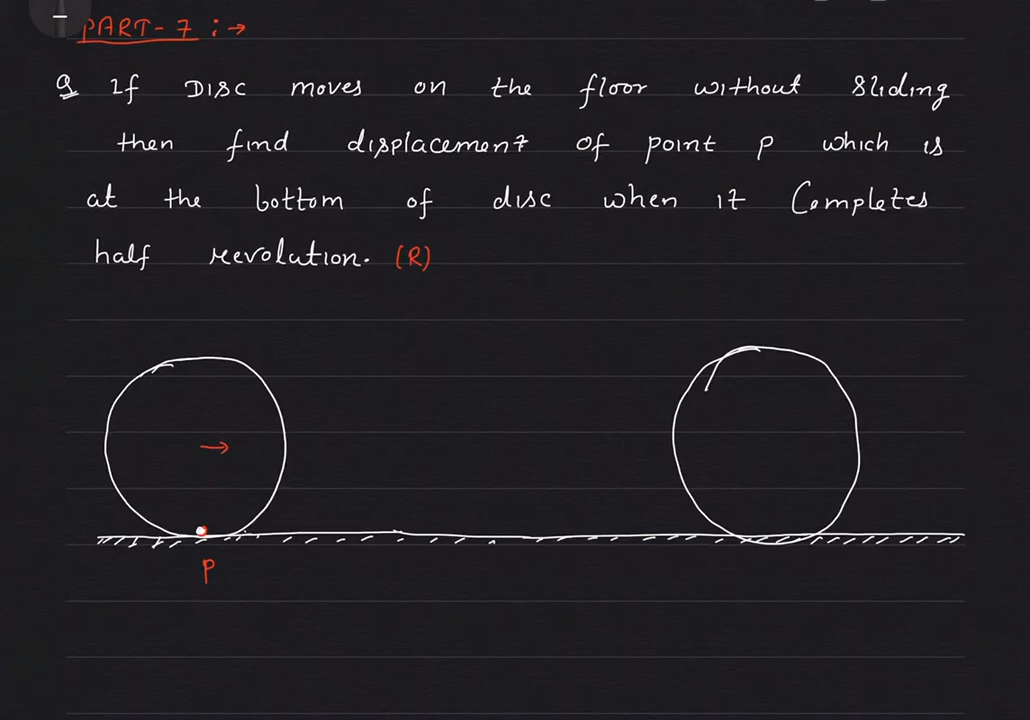 PART-7 :→
Q If DISC moves on the floor without sliding
then find displacement of point P which is
at the bottom of disc when it Completes
half revolution. (R)
P